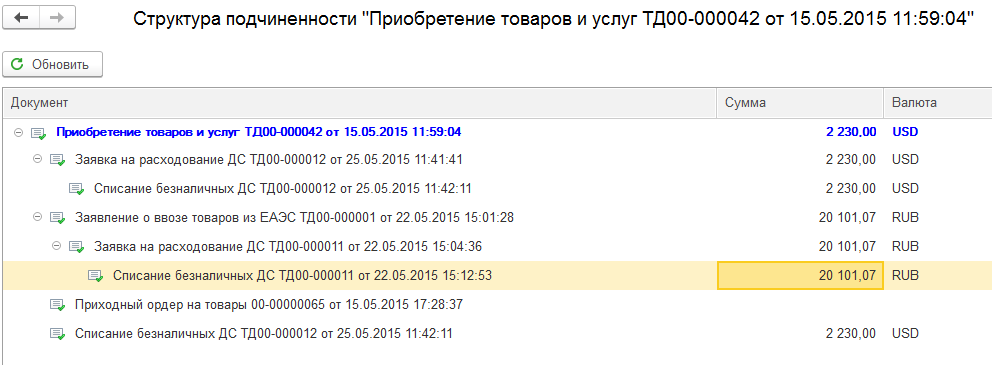 Структура подчиненности "Приобретение товаров и услуг ТД00-000042 от 15.05.2015 11:59:04"
Обновить
Документ Сумма Валюта
Приобретение товаров и услуг ТД00-000042 от 15.05.2015 11:59:04 2 230,00 USD
Заявка на расходование ДС ТД00-000012 от 25.05.2015 11:41:41 2 230,00 USD
Списание безналичных ДС ТД00-000012 от 25.05.2015 11:42:11 2 230,00 USD
Заявление о ввозе товаров из ЕАЭС ТД00-000001 от 22.05.2015 15:01:28 20 101,07 RUB
Заявка на расходование ДС ТД00-000011 от 22.05.2015 15:04:36 20 101,07 RUB
Списание безналичных ДС ТД00-000011 от 22.05.2015 15:12:53 20 101,07 RUB
Приходный ордер на товары 00-00000065 от 15.05.2015 17:28:37
Списание безналичных ДС ТД00-000012 от 25.05.2015 11:42:11 2 230,00 USD